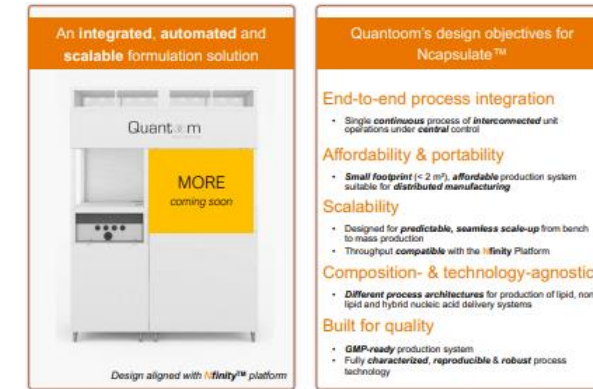 An integrated, automated and
scalable formulation solution
Quantoom
MORE
coming soon
Design aligned with Nfinity™ platform
Quantoom's design objectives for
Ncapsulate™
End-to-end process integration
• Single continuous process of interconnected unit
operations under central control
Affordability & portability
• Small footprint (< 2 m²), affordable production system
suitable for distributed manufacturing
Scalability
• Designed for predictable, seamless scale-up from bench
to mass production
• Throughput compatible with the Nfinity Platform
Composition- & technology-agnostic
• Different process architectures for production of lipid, non
lipid and hybrid nucleic acid delivery systems
Built for quality
• GMP-ready production system
• Fully characterized, reproducible & robust process
technology